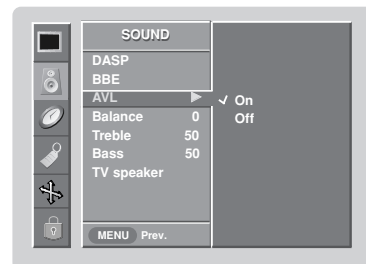 SOUND
DASP
BBE
AVL ▶ ✓ On
Off
Balance 0
Treble 50
Bass 50
TV speaker
MENU Prev.